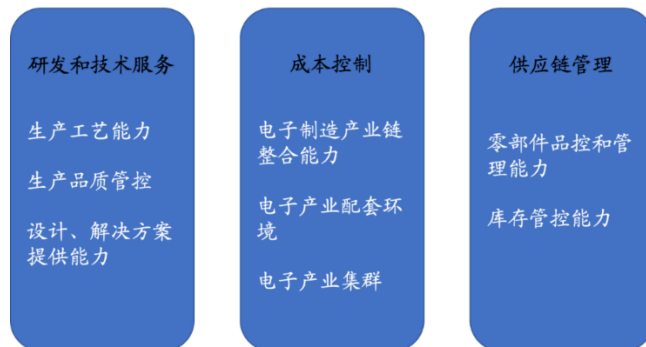 研发和技术服务
生产工艺能力
生产品质管控
设计、解决方案
提供能力
成本控制
电子制造产业链
整合能力
电子产业配套环
境
电子产业集群
供应链管理
零部件品控和管
理能力
库存管控能力